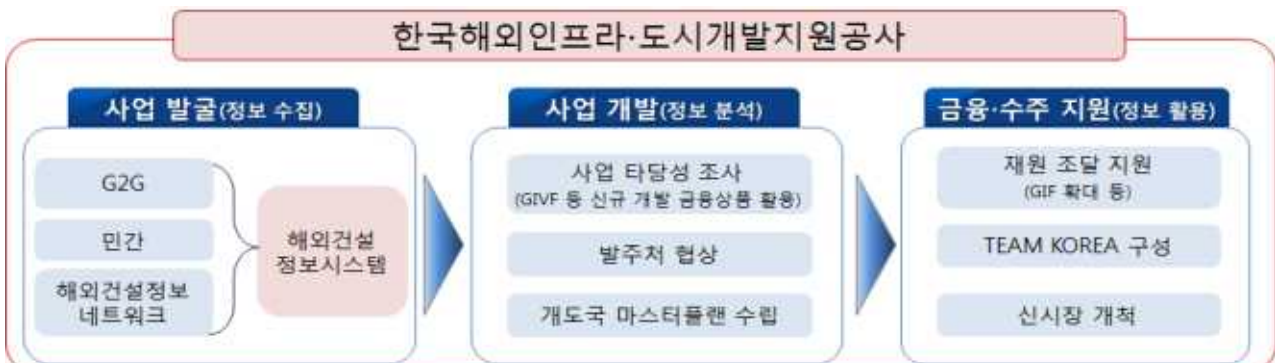 한국해외인프라·도시개발지원공사
사업 발굴(정보 수집)
G2G
민간
해외건설정보
네트워크
해외건설
정보시스템
사업 개발(정보 분석)
사업 타당성 조사
(GIVF 등 신규 개발 금융상품 활용)
발주처 협상
개도국 마스터플랜 수립
금융·수주 지원(정보 활용)
재원 조달 지원
(GIF 확대 등)
TEAM KOREA 구성
신시장 개척